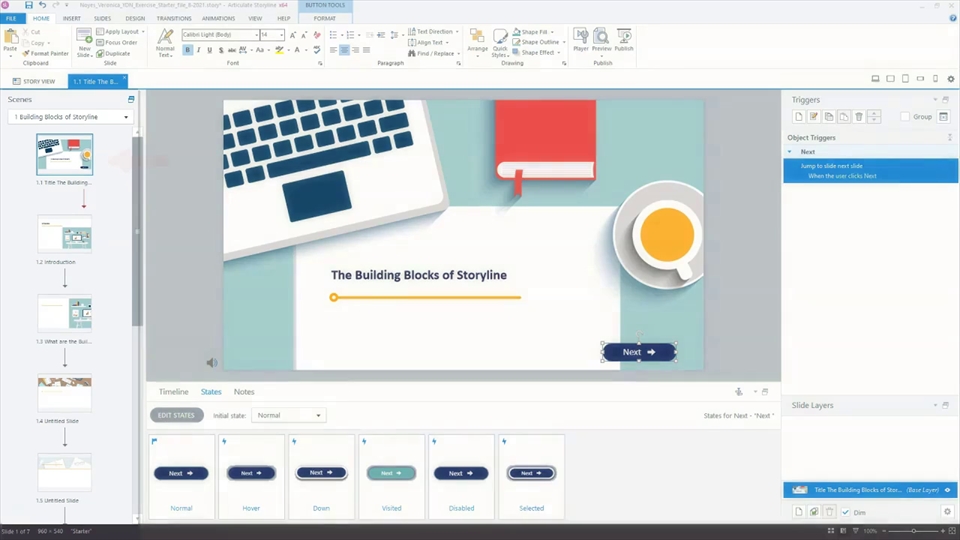 Neyes_Veronsa_RDN_Exercise_Starter_file_8-2501.story* - Articulate Storyline x64
BUTTON TOOLS
FILE HOME INSERT SLIDES DESIGN TRANSITIONS ANIMATIONS VIEW HELP FORMAT
Paste Cut Copy Format Painter Clipboard
New Slide Apply Layout Focus Order Duplicate
Normal Text Calibri Light (Body) 14 Font
Text Direction Align Text Find / Replace Paragraph
Arrange Quick Styles Shape Fill Shape Outline Shape Effect Drawing
Player Preview Publish Publish
STORY VIEW 1.1 Title The B...
Scenes
1 Building Blocks of Storyline
1.1 Title The Building...
1.2 Introduction
1.3 What are the Buil...
1.4 Untitled Slide
1.5 Untitled Slide
The Building Blocks of Storyline
Next
Timeline States Notes
EDIT STATES Initial state: Normal States for Next - "Next "
Next Next Next Next Next Next
Normal Hover Down Visited Disabled Selected
Triggers
Group
Object Triggers
Next
Jump to slide next slide
When the user clicks Next
Slide Layers
Title The Building Blocks of Stor... (Base Layer)
Dim
Slide 1 of 7 960 × 540 "Starter" 100%